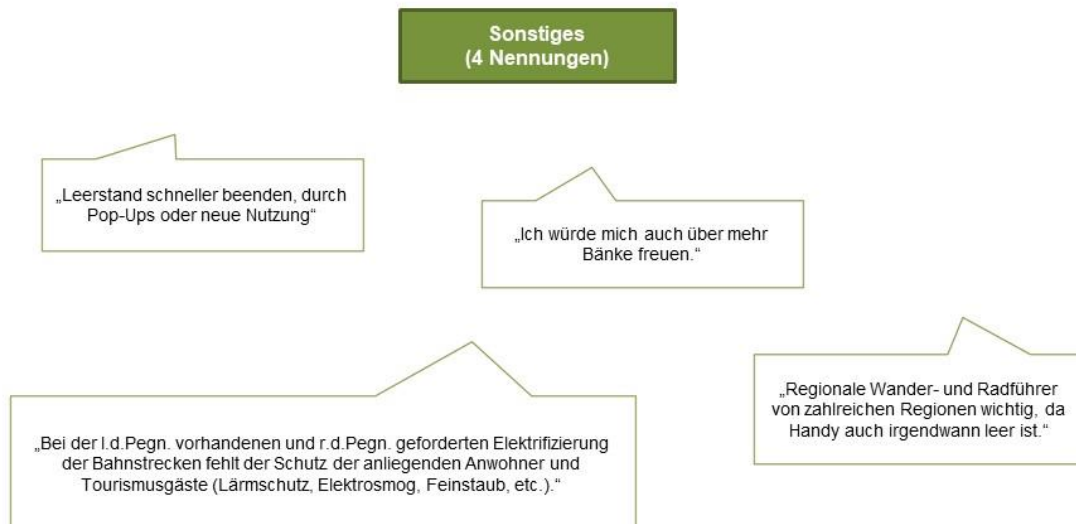 Sonstiges
(4 Nennungen)
„Leerstand schneller beenden, durch
Pop-Ups oder neue Nutzung“
„Ich würde mich auch über mehr
Bänke freuen.“
„Regionale Wander- und Radführer
von zahlreichen Regionen wichtig, da
Handy auch irgendwann leer ist.“
„Bei der l.d.Pegn. vorhandenen und r.d.Pegn. geforderten Elektrifizierung
der Bahnstrecken fehlt der Schutz der anliegenden Anwohner und
Tourismusgäste (Lärmschutz, Elektrosmog, Feinstaub, etc.).“